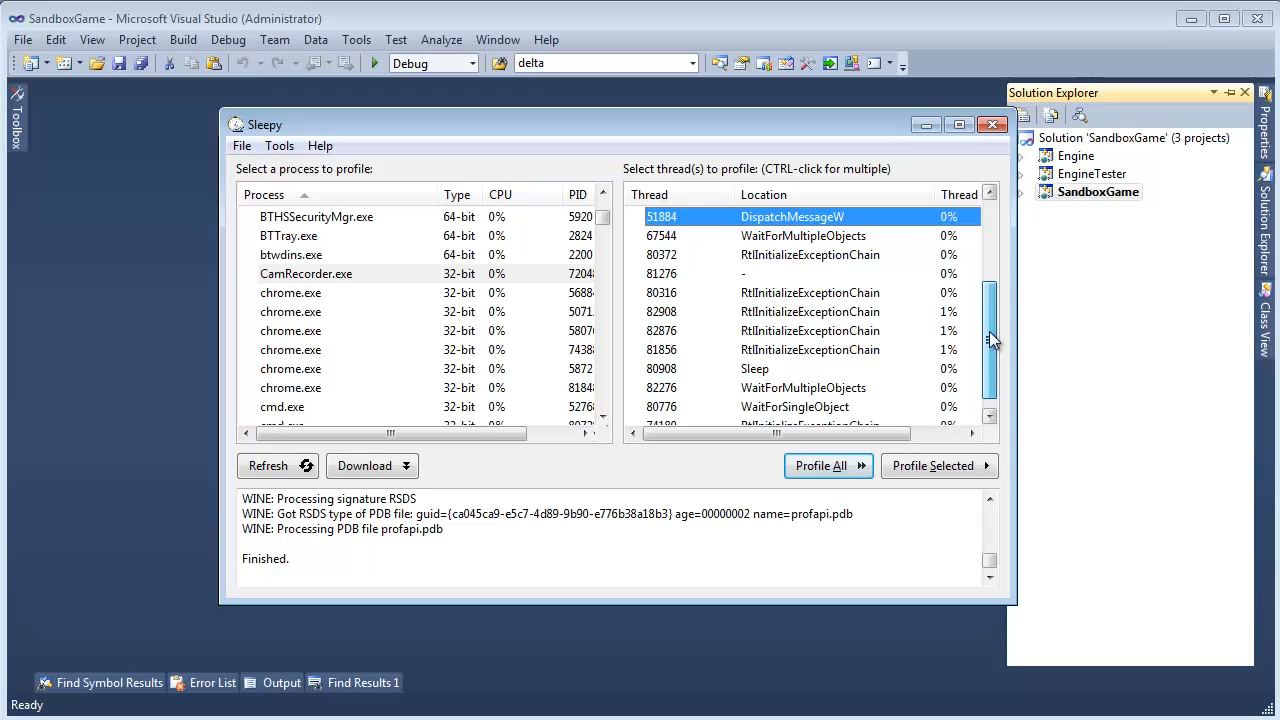 SandboxGame - Microsoft Visual Studio (Administrator)
File Edit View Project Build Debug Team Data Tools Test Analyze Window Help
Debug delta
Toolbox
Solution Explorer
Solution 'SandboxGame' (3 projects)
Engine
EngineTester
SandboxGame
Properties
Solution Explorer
Class View
Sleepy
File Tools Help
Select a process to profile:
Process Type CPU PID
BTHSSecurityMgr.exe 64-bit 0% 5920
BTTray.exe 64-bit 0% 2824
btwdins.exe 64-bit 0% 2200
CamRecorder.exe 32-bit 0% 7204
chrome.exe 32-bit 0% 5688
chrome.exe 32-bit 0% 5071
chrome.exe 32-bit 0% 5807
chrome.exe 32-bit 0% 7438
chrome.exe 32-bit 0% 5872
chrome.exe 32-bit 0% 8184
cmd.exe 32-bit 0% 5276
Select thread(s) to profile: (CTRL-click for multiple)
Thread Location Thread
51884 DispatchMessageW 0%
67544 WaitForMultipleObjects 0%
80372 RtlInitializeExceptionChain 0%
81276 - 0%
80316 RtlInitializeExceptionChain 0%
82908 RtlInitializeExceptionChain 1%
82876 RtlInitializeExceptionChain 1%
81856 RtlInitializeExceptionChain 1%
80908 Sleep 0%
82276 WaitForMultipleObjects 0%
80776 WaitForSingleObject 0%
Refresh Download Profile All Profile Selected
WINE: Processing signature RSDS
WINE: Got RSDS type of PDB file: guid={ca045ca9-e5c7-4d89-9b90-e776b38a18b3} age=00000002 name=profapi.pdb
WINE: Processing PDB file profapi.pdb
Finished.
Find Symbol Results Error List Output Find Results 1
Ready